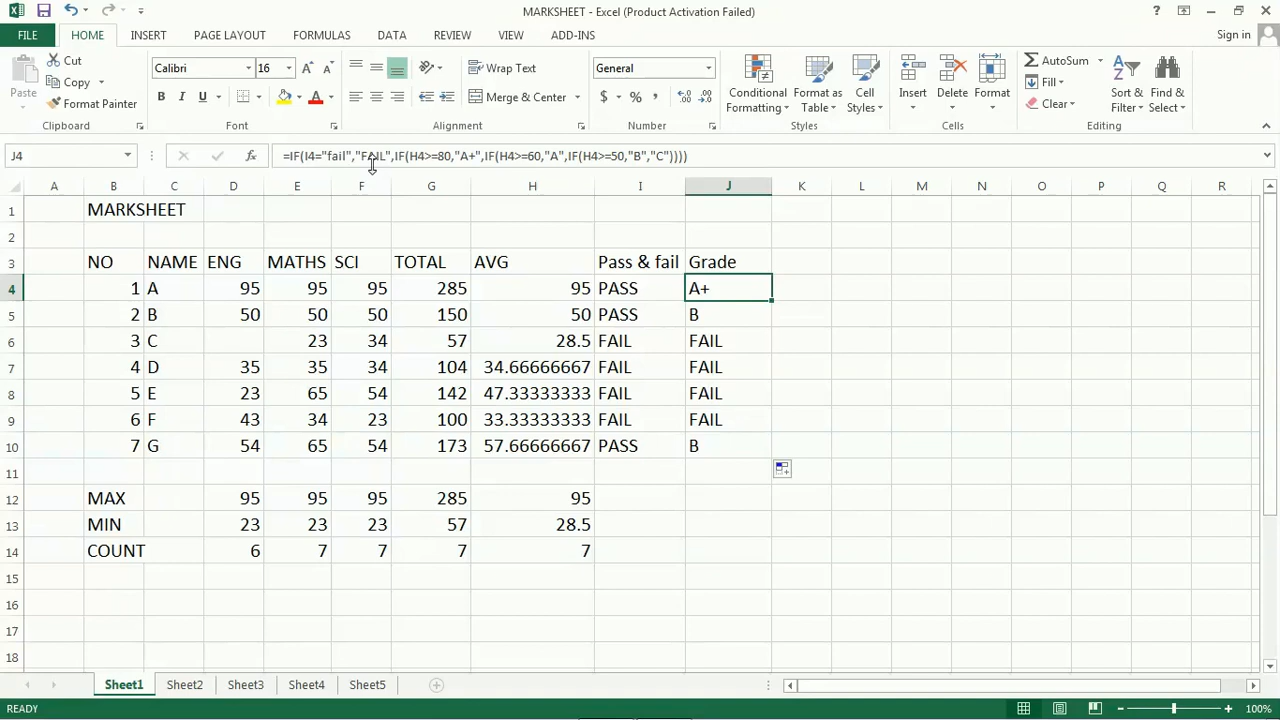 MARKSHEET - Excel (Product Activation Failed)
FILE HOME INSERT PAGE LAYOUT FORMULAS DATA REVIEW VIEW ADD-INS Sign in
Cut
Copy
Format Painter
Paste
Clipboard
Calibri 16
B I U
Font
Wrap Text
Merge & Center
Alignment
General
$ % ,
Number
Conditional Formatting
Format as Table
Cell Styles
Styles
Insert Delete Format
Cells
AutoSum
Fill
Clear
Sort & Filter
Find & Select
Editing
J4 fx =IF(I4="fail","FAIL",IF(H4>=80,"A+",IF(H4>=60,"A",IF(H4>=50,"B","C"))))
A B C D E F G H I J K L M N O P Q R
1 MARKSHEET
2
3 NO NAME ENG MATHS SCI TOTAL AVG Pass & fail Grade
4 1 A 95 95 95 285 95 PASS A+
5 2 B 50 50 50 150 50 PASS B
6 3 C 23 34 57 28.5 FAIL FAIL
7 4 D 35 35 34 104 34.66666667 FAIL FAIL
8 5 E 23 65 54 142 47.33333333 FAIL FAIL
9 6 F 43 34 23 100 33.33333333 FAIL FAIL
10 7 G 54 65 54 173 57.66666667 PASS B
11
12 MAX 95 95 95 285 95
13 MIN 23 23 23 57 28.5
14 COUNT 6 7 7 7 7
15
16
17
18
Sheet1 Sheet2 Sheet3 Sheet4 Sheet5
READY 100%